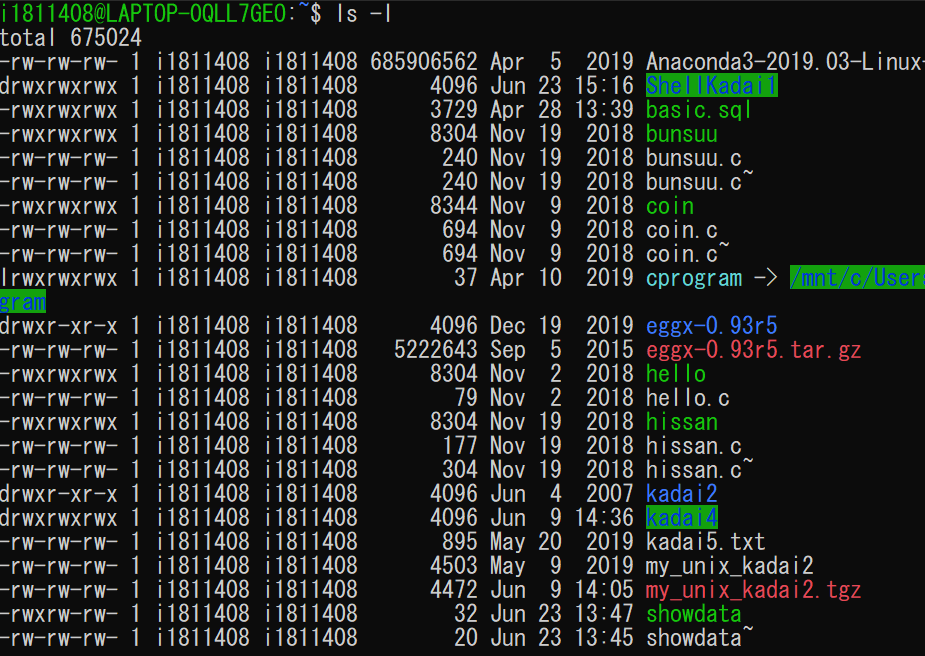 i1811408@LAPTOP-OQLL7GEO:~$ ls -l
total 675024
-rw-rw-rw- 1 i1811408 i1811408 685906562 Apr  5  2019 Anaconda3-2019.03-Linux-
drwxrwxrwx 1 i1811408 i1811408      4096 Jun 23 15:16 ShellKadai1
-rwxrwxrwx 1 i1811408 i1811408      3729 Apr 28 13:39 basic.sql
-rwxrwxrwx 1 i1811408 i1811408      8304 Nov 19  2018 bunsuu
-rw-rw-rw- 1 i1811408 i1811408       240 Nov 19  2018 bunsuu.c
-rw-rw-rw- 1 i1811408 i1811408       240 Nov 19  2018 bunsuu.c~
-rwxrwxrwx 1 i1811408 i1811408      8344 Nov  9  2018 coin
-rw-rw-rw- 1 i1811408 i1811408       694 Nov  9  2018 coin.c
-rw-rw-rw- 1 i1811408 i1811408       694 Nov  9  2018 coin.c~
lrwxrwxrwx 1 i1811408 i1811408        37 Apr 10  2019 cprogram -> /mnt/c/User
gram
drwxr-xr-x 1 i1811408 i1811408      4096 Dec 19  2019 eggx-0.93r5
-rw-rw-rw- 1 i1811408 i1811408   5222643 Sep  5  2015 eggx-0.93r5.tar.gz
-rwxrwxrwx 1 i1811408 i1811408      8304 Nov  2  2018 hello
-rw-rw-rw- 1 i1811408 i1811408        79 Nov  2  2018 hello.c
-rwxrwxrwx 1 i1811408 i1811408      8304 Nov 19  2018 hissan
-rw-rw-rw- 1 i1811408 i1811408       177 Nov 19  2018 hissan.c
-rw-rw-rw- 1 i1811408 i1811408       304 Nov 19  2018 hissan.c~
drwxr-xr-x 1 i1811408 i1811408      4096 Jun  4  2007 kadai2
drwxrwxrwx 1 i1811408 i1811408      4096 Jun  9 14:36 kadai4
-rw-rw-rw- 1 i1811408 i1811408       895 May 20  2019 kadai5.txt
-rw-rw-rw- 1 i1811408 i1811408      4503 May  9  2019 my_unix_kadai2
-rw-rw-rw- 1 i1811408 i1811408      4472 Jun  9 14:05 my_unix_kadai2.tgz
-rwxrwxrwx 1 i1811408 i1811408        32 Jun 23 13:47 showdata
-rw-rw-rw- 1 i1811408 i1811408        20 Jun 23 13:45 showdata~